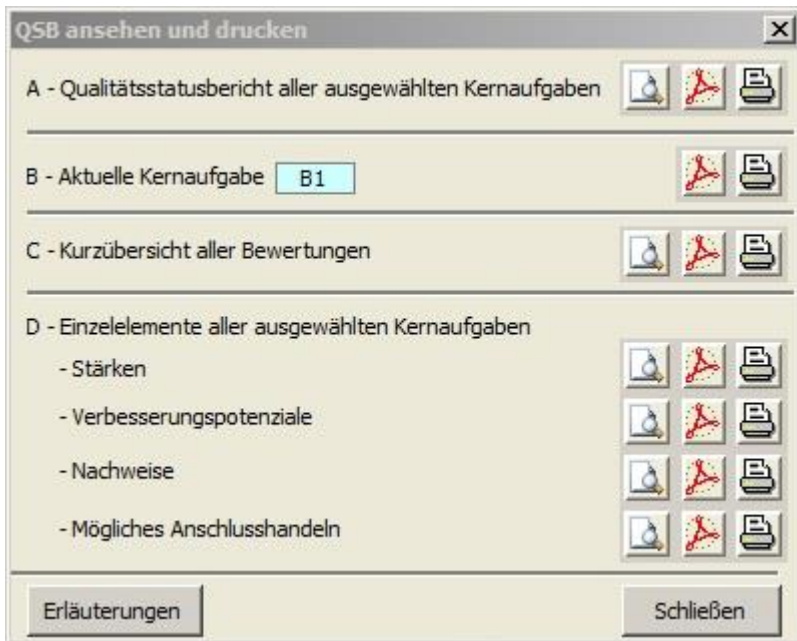 QSB ansehen und drucken
A - Qualitätsstatusbericht aller ausgewählten Kernaufgaben
B - Aktuelle Kernaufgabe B1
C - Kurzübersicht aller Bewertungen
D - Einzelelemente aller ausgewählten Kernaufgaben
- Stärken
- Verbesserungspotenziale
- Nachweise
- Mögliches Anschlusshandeln
Erläuterungen Schließen